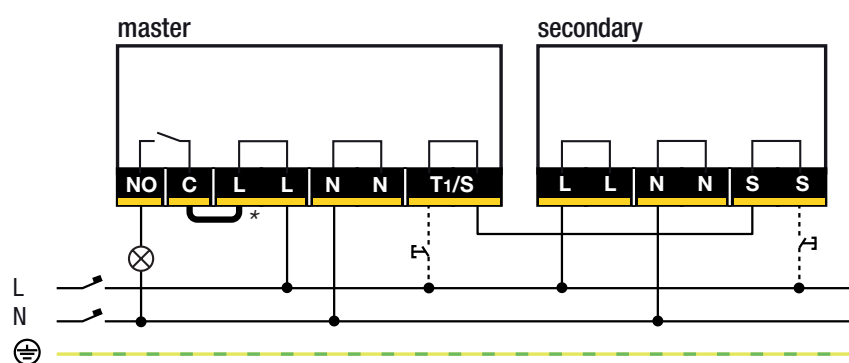 master
secondary
NO C L L N N T1/S
L L N N S S
*
L
N